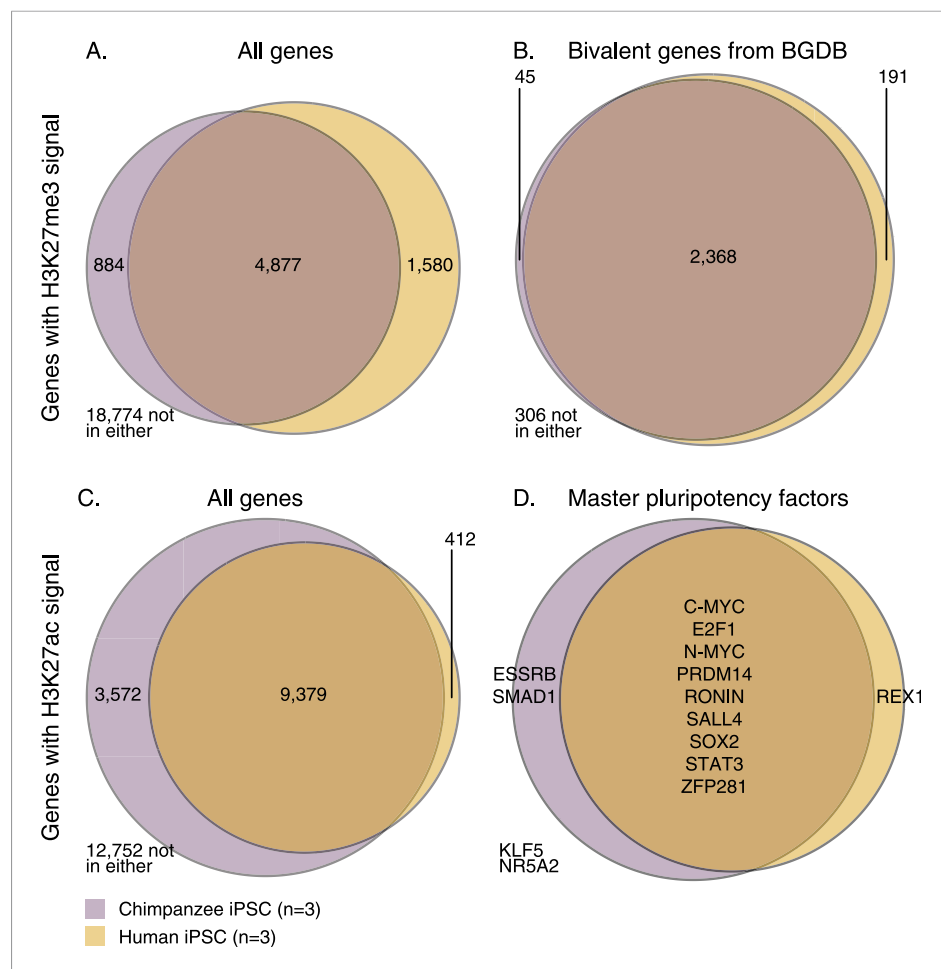 A.
All genes
B.
Bivalent genes from BGDB
45
191
Genes with H3K27me3 signal
884
4,877
1,580
2,368
18,774 not
in either
306 not
in either
C.
All genes
D.
Master pluripotency factors
412
Genes with H3K27ac signal
3,572
9,379
C-MYC
E2F1
N-MYC
PRDM14
RONIN
SALL4
SOX2
STAT3
ZFP281
ESSRB
SMAD1
REX1
12,752 not
in either
KLF5
NR5A2
Chimpanzee iPSC (n=3)
Human iPSC (n=3)